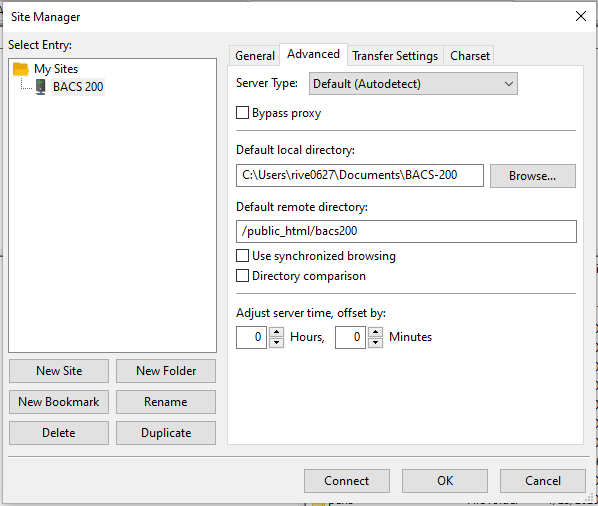 Site Manager
Select Entry:
My Sites
BACS 200
New Site
New Folder
New Bookmark
Rename
Delete
Duplicate
General
Advanced
Transfer Settings
Charset
Server Type:
Default (Autodetect)
Bypass proxy
Default local directory:
C:\Users\rive0627\Documents\BACS-200
Browse...
Default remote directory:
/public_html/bacs200
Use synchronized browsing
Directory comparison
Adjust server time, offset by:
0 Hours, 0 Minutes
Connect
OK
Cancel